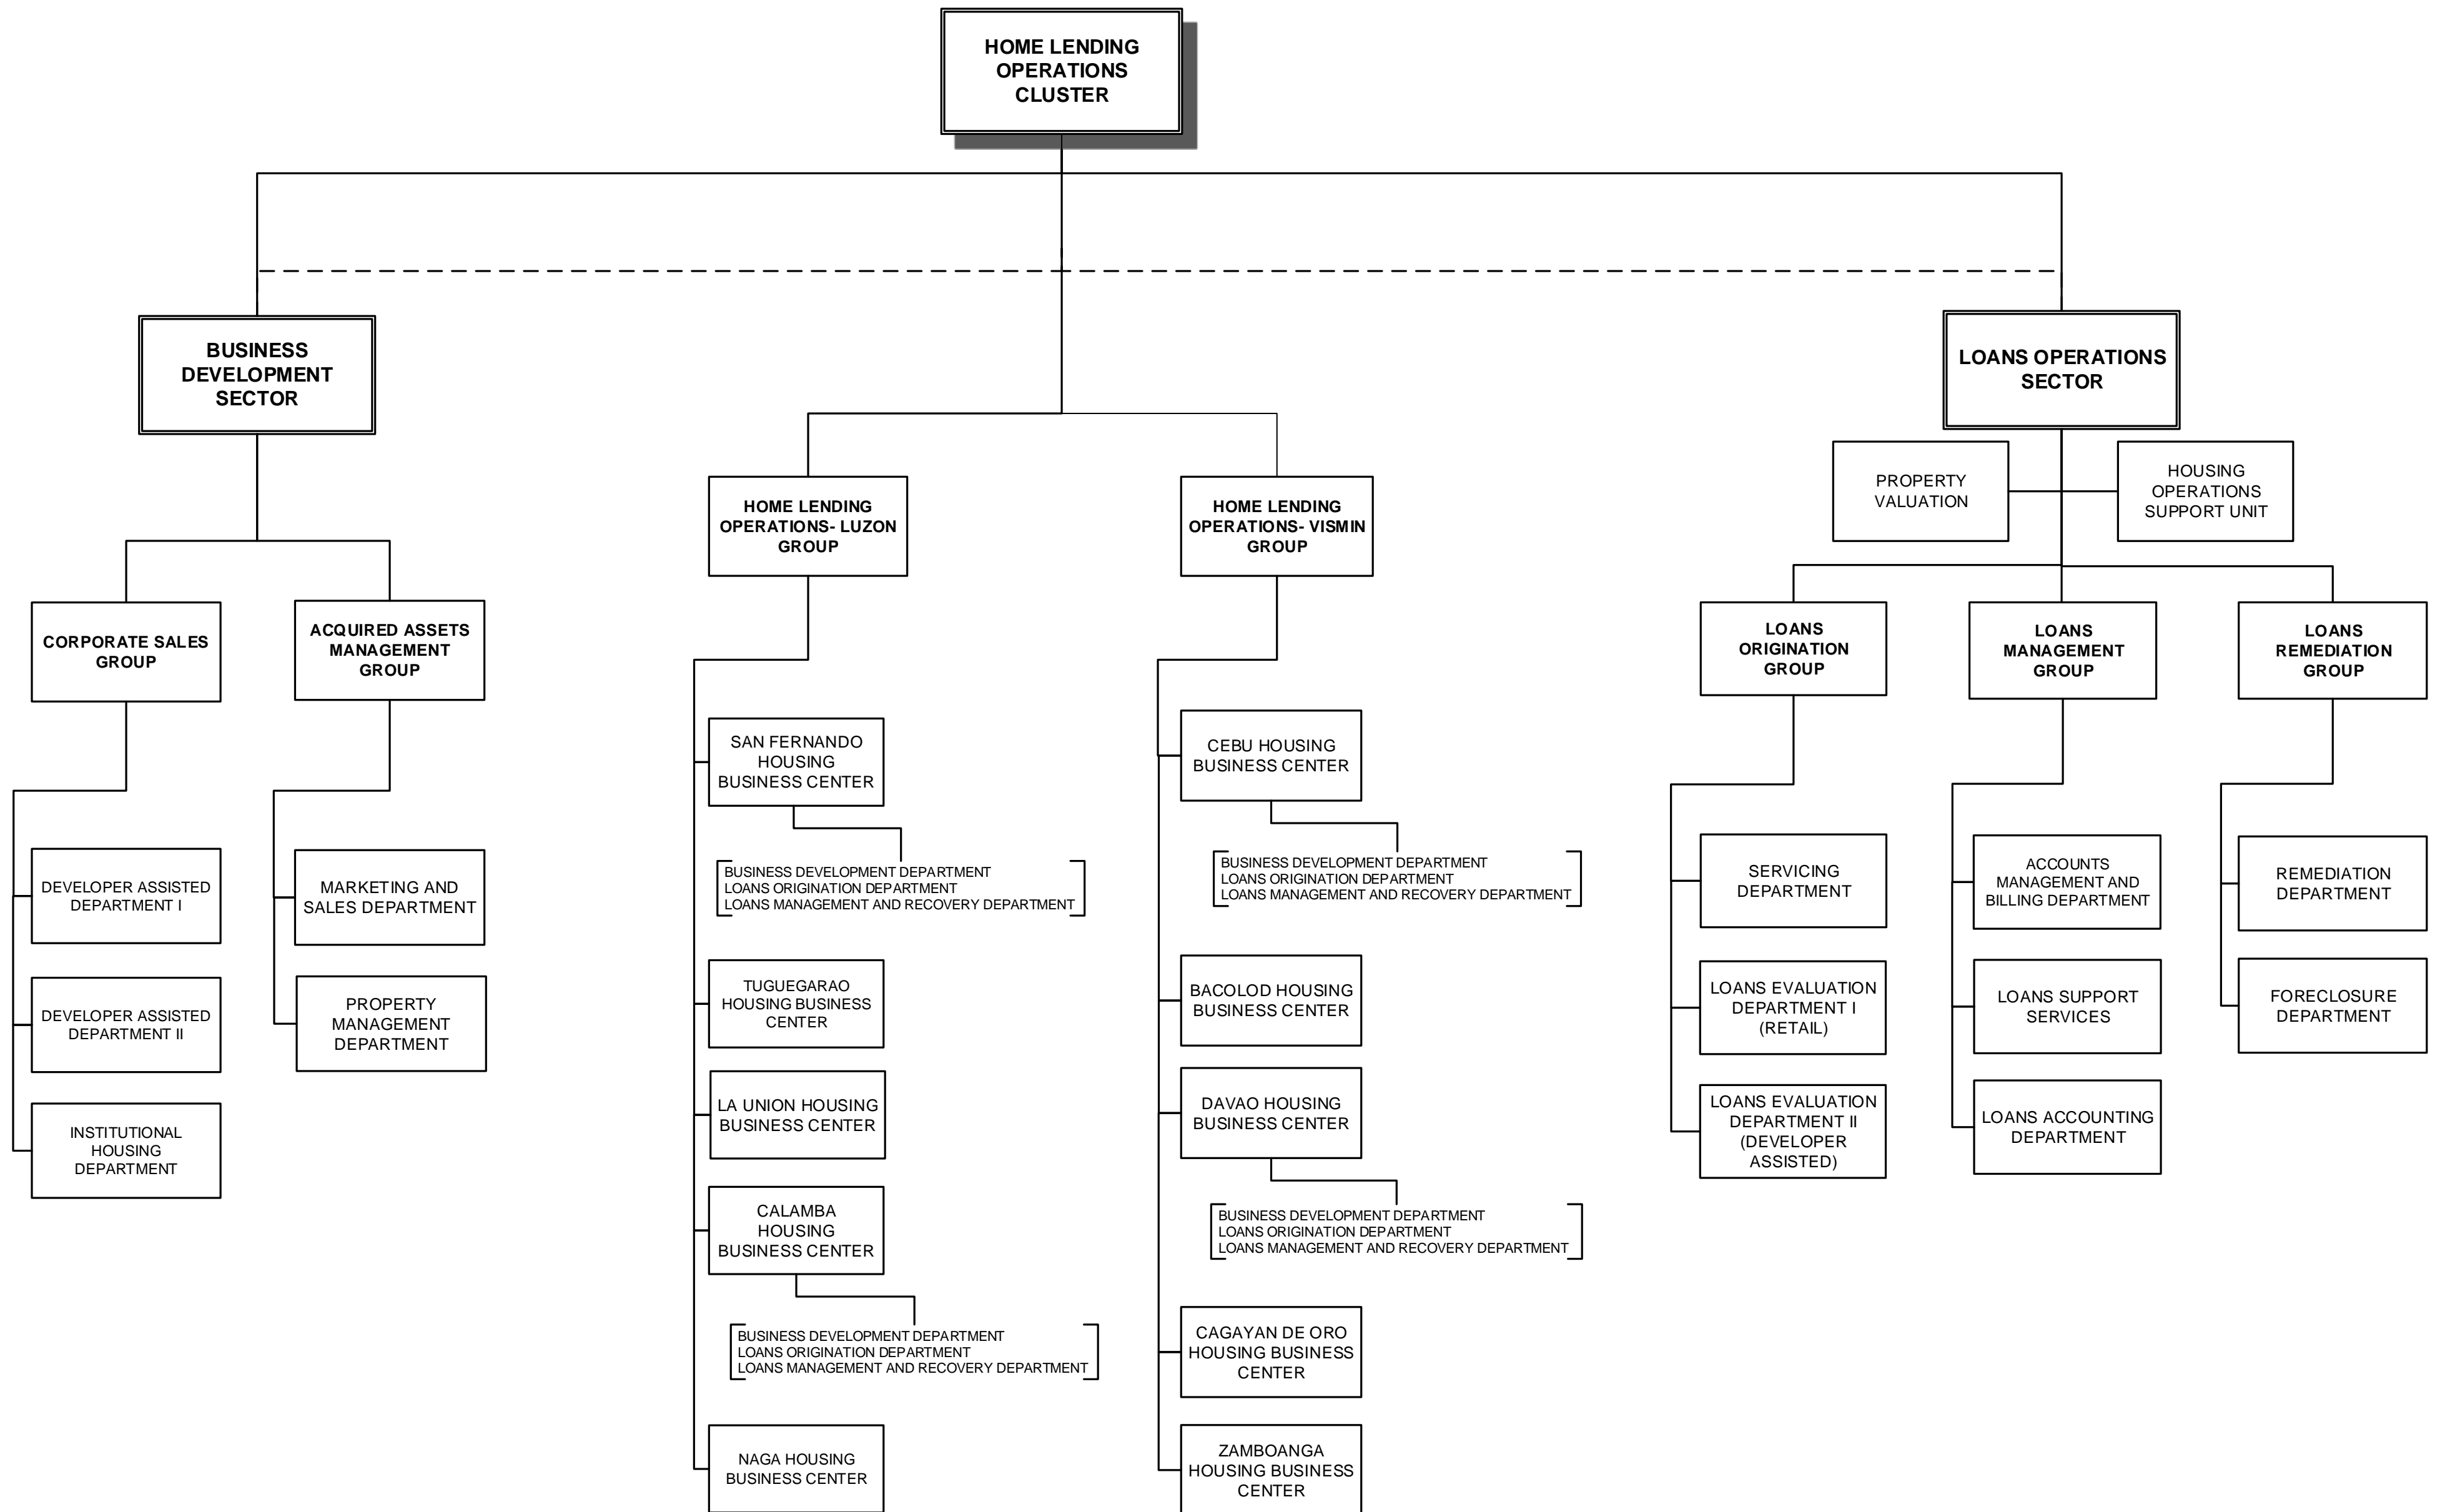 HOME LENDING
OPERATIONS
CLUSTER
BUSINESS
DEVELOPMENT
SECTOR
LOANS OPERATIONS
SECTOR
PROPERTY
VALUATION
HOUSING
OPERATIONS
SUPPORT UNIT
HOME LENDING
OPERATIONS- LUZON
GROUP
HOME LENDING
OPERATIONS- VISMIN
GROUP
CORPORATE SALES
GROUP
ACQUIRED ASSETS
MANAGEMENT
GROUP
LOANS
ORIGINATION
GROUP
LOANS
MANAGEMENT
GROUP
LOANS
REMEDIATION
GROUP
DEVELOPER ASSISTED
DEPARTMENT I
DEVELOPER ASSISTED
DEPARTMENT II
INSTITUTIONAL
HOUSING
DEPARTMENT
MARKETING AND
SALES DEPARTMENT
PROPERTY
MANAGEMENT
DEPARTMENT
SAN FERNANDO
HOUSING
BUSINESS CENTER
BUSINESS DEVELOPMENT DEPARTMENT
LOANS ORIGINATION DEPARTMENT
LOANS MANAGEMENT AND RECOVERY DEPARTMENT
TUGUEGARAO
HOUSING BUSINESS
CENTER
LA UNION HOUSING
BUSINESS CENTER
CALAMBA
HOUSING
BUSINESS CENTER
BUSINESS DEVELOPMENT DEPARTMENT
LOANS ORIGINATION DEPARTMENT
LOANS MANAGEMENT AND RECOVERY DEPARTMENT
NAGA HOUSING
BUSINESS CENTER
CEBU HOUSING
BUSINESS CENTER
BUSINESS DEVELOPMENT DEPARTMENT
LOANS ORIGINATION DEPARTMENT
LOANS MANAGEMENT AND RECOVERY DEPARTMENT
BACOLOD HOUSING
BUSINESS CENTER
DAVAO HOUSING
BUSINESS CENTER
BUSINESS DEVELOPMENT DEPARTMENT
LOANS ORIGINATION DEPARTMENT
LOANS MANAGEMENT AND RECOVERY DEPARTMENT
CAGAYAN DE ORO
HOUSING BUSINESS
CENTER
ZAMBOANGA
HOUSING BUSINESS
CENTER
SERVICING
DEPARTMENT
LOANS EVALUATION
DEPARTMENT I
(RETAIL)
LOANS EVALUATION
DEPARTMENT II
(DEVELOPER
ASSISTED)
ACCOUNTS
MANAGEMENT AND
BILLING DEPARTMENT
LOANS SUPPORT
SERVICES
LOANS ACCOUNTING
DEPARTMENT
REMEDIATION
DEPARTMENT
FORECLOSURE
DEPARTMENT